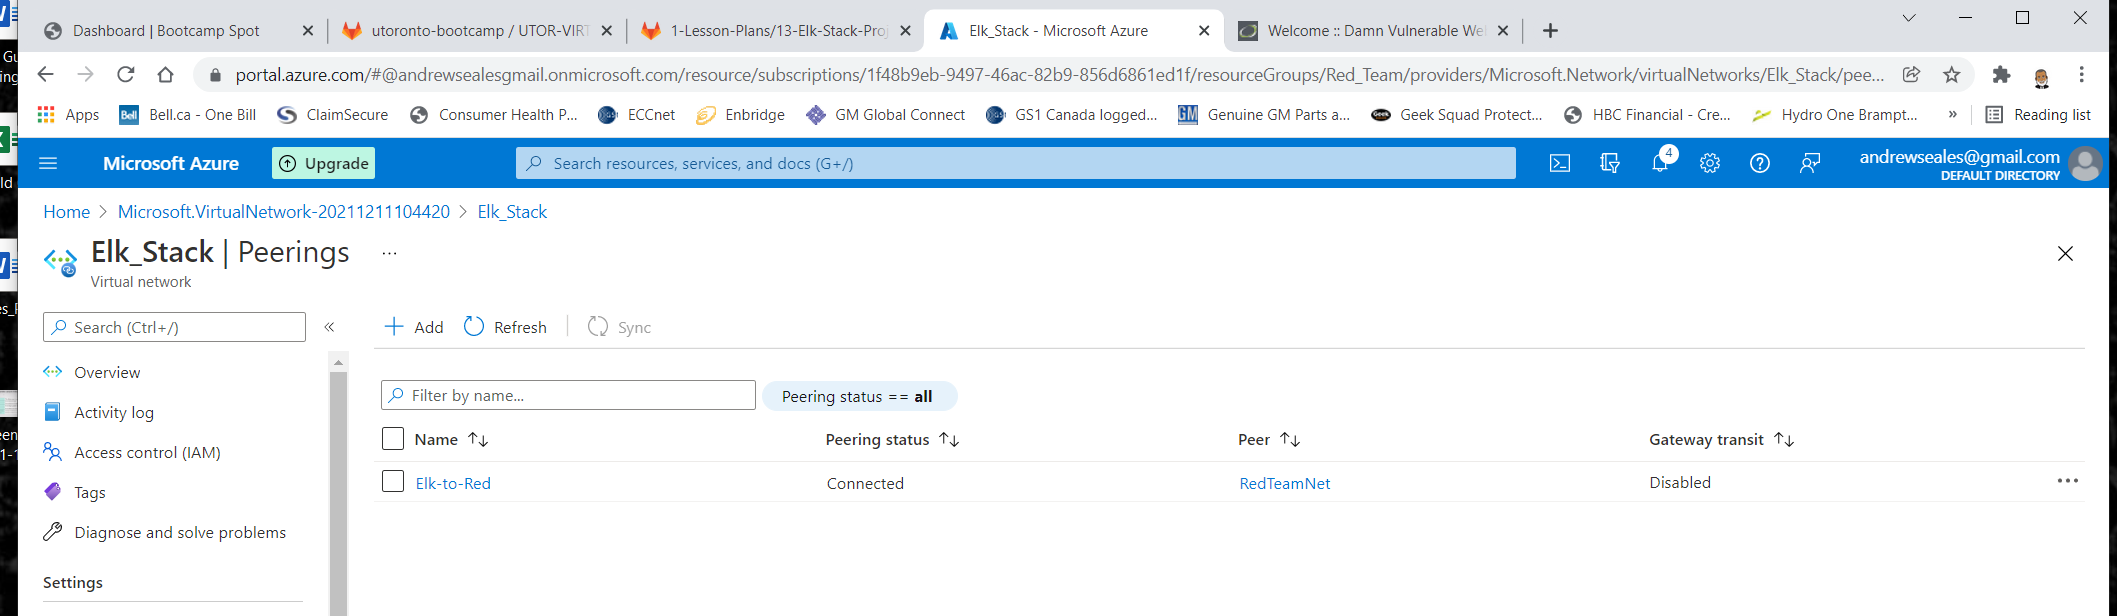 Dashboard | Bootcamp Spot
utoronto-bootcamp / UTOR-VIRT
1-Lesson-Plans/13-Elk-Stack-Proj
Elk_Stack - Microsoft Azure
Welcome :: Damn Vulnerable Web
portal.azure.com/#@andrewsealesgmail.onmicrosoft.com/resource/subscriptions/1f48b9eb-9497-46ac-82b9-856d6861ed1f/resourceGroups/Red_Team/providers/Microsoft.Network/virtualNetworks/Elk_Stack/pee...
Apps
Bell
Bell.ca - One Bill
ClaimSecure
Consumer Health P...
ECCnet
Enbridge
GM Global Connect
GS1 Canada logged...
GM
Genuine GM Parts a...
Geek Squad Protect...
HBC Financial - Cre...
Hydro One Brampt...
»
Reading list
Microsoft Azure
Upgrade
Search resources, services, and docs (G+/)
4
andrewseales@gmail.com
DEFAULT DIRECTORY
Home > Microsoft.VirtualNetwork-20211211104420 > Elk_Stack
Elk_Stack | Peerings ...
Virtual network
Search (Ctrl+/)
«
Overview
Activity log
Access control (IAM)
Tags
Diagnose and solve problems
Settings
Add
Refresh
Sync
Filter by name...
Peering status == all
Name Peering status Peer Gateway transit
Elk-to-Red Connected RedTeamNet Disabled